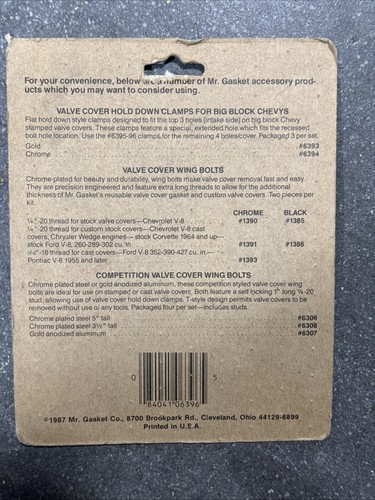 For your convenience, below are a number of Mr. Gasket accessory prod-
ucts which you may want to consider using.
VALVE COVER HOLD DOWN CLAMPS FOR BIG BLOCK CHEVYS
Flat hold down style clamps designed to fit the top 3 holes (intake side) on big block Chevy
stamped valve covers. These clamps feature a special, extended hole which fits the recessed
bolt hole location. Use the #6395-96 clamps for the remaining 4 holes/cover. Packaged 3 per set.
Gold #6393
Chrome #6394
VALVE COVER WING BOLTS
Chrome-plated for beauty and durability, wing bolts make valve cover removal fast and easy.
They are precision engineered and feature extra long threads to allow for the additional
thickness of Mr. Gasket's reusable valve cover gasket and custom valve covers. Two pieces per
kit.
CHROME BLACK
¼"-20 thread for stock valve covers—Chevrolet V-8 #1390 #1385
¼"-20 thread for custom stock covers—Chevrolet V-8 cast
covers, Chrysler Wedge engines—stock Corvette 1964 and up—
stock Ford V-8, 260-289-302 cu. in. #1391 #1386
-18 thread for cast covers—Ford V-8 352-390-427 cu. in.—
Pontiac V-8 1955 and later #1393
COMPETITION VALVE COVER WING BOLTS
Chrome plated steel or gold anodized aluminum, these competition styled valve cover wing
bolts are ideal for use on stamped or cast valve covers. Both feature a self locking 1" long ¼-20
stud, allowing use of valve cover hold down clamps. T-style design permits valve covers to be
removed without use of any tools. Packaged four per set—includes studs.
Chrome plated steel 5" tall #6306
Chrome plated steel 3½" tall #6308
Gold anodized aluminum #6307
0 84041 06396 5
©1987 Mr. Gasket Co., 8700 Brookpark Rd., Cleveland, Ohio 44129-6899
Printed in U.S.A.